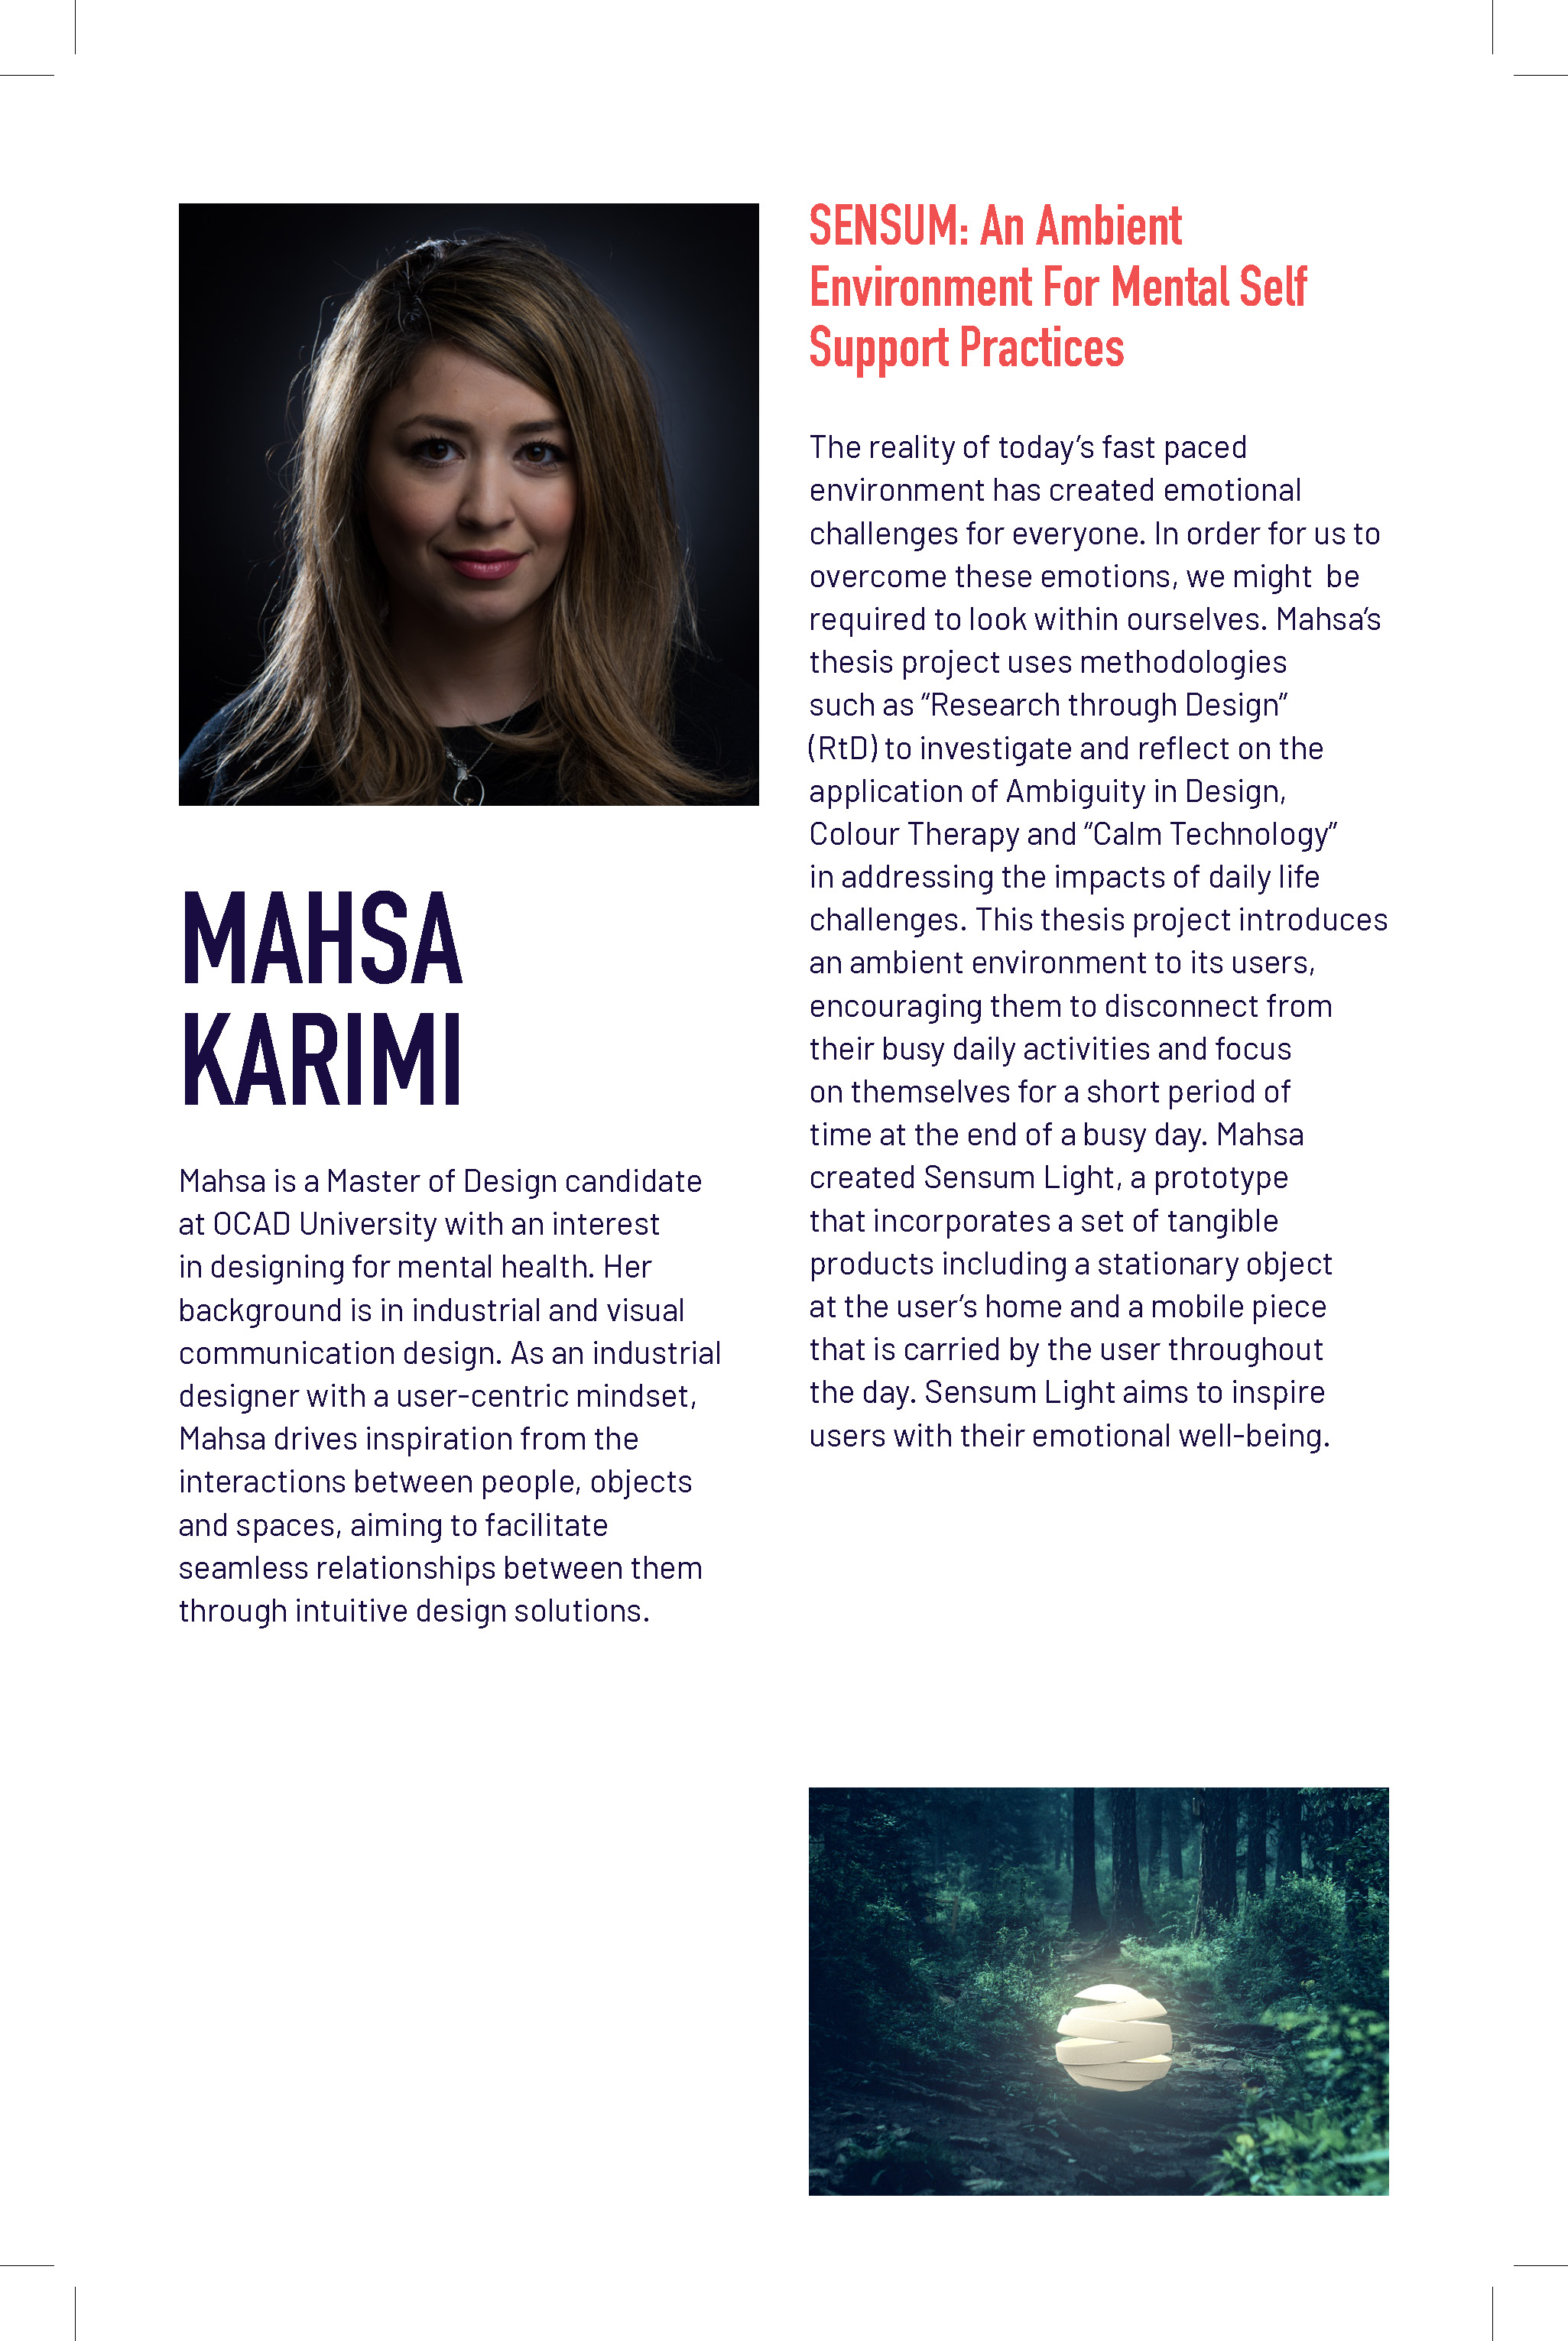 MAHSA
KARIMI
Mahsa is a Master of Design candidate
at OCAD University with an interest
in designing for mental health. Her
background is in industrial and visual
communication design. As an industrial
designer with a user-centric mindset,
Mahsa drives inspiration from the
interactions between people, objects
and spaces, aiming to facilitate
seamless relationships between them
through intuitive design solutions.
SENSUM: An Ambient
Environment For Mental Self
Support Practices
The reality of today’s fast paced
environment has created emotional
challenges for everyone. In order for us to
overcome these emotions, we might  be
required to look within ourselves. Mahsa’s
thesis project uses methodologies
such as “Research through Design”
(RtD) to investigate and reflect on the
application of Ambiguity in Design,
Colour Therapy and “Calm Technology”
in addressing the impacts of daily life
challenges. This thesis project introduces
an ambient environment to its users,
encouraging them to disconnect from
their busy daily activities and focus
on themselves for a short period of
time at the end of a busy day. Mahsa
created Sensum Light, a prototype
that incorporates a set of tangible
products including a stationary object
at the user’s home and a mobile piece
that is carried by the user throughout
the day. Sensum Light aims to inspire
users with their emotional well-being.